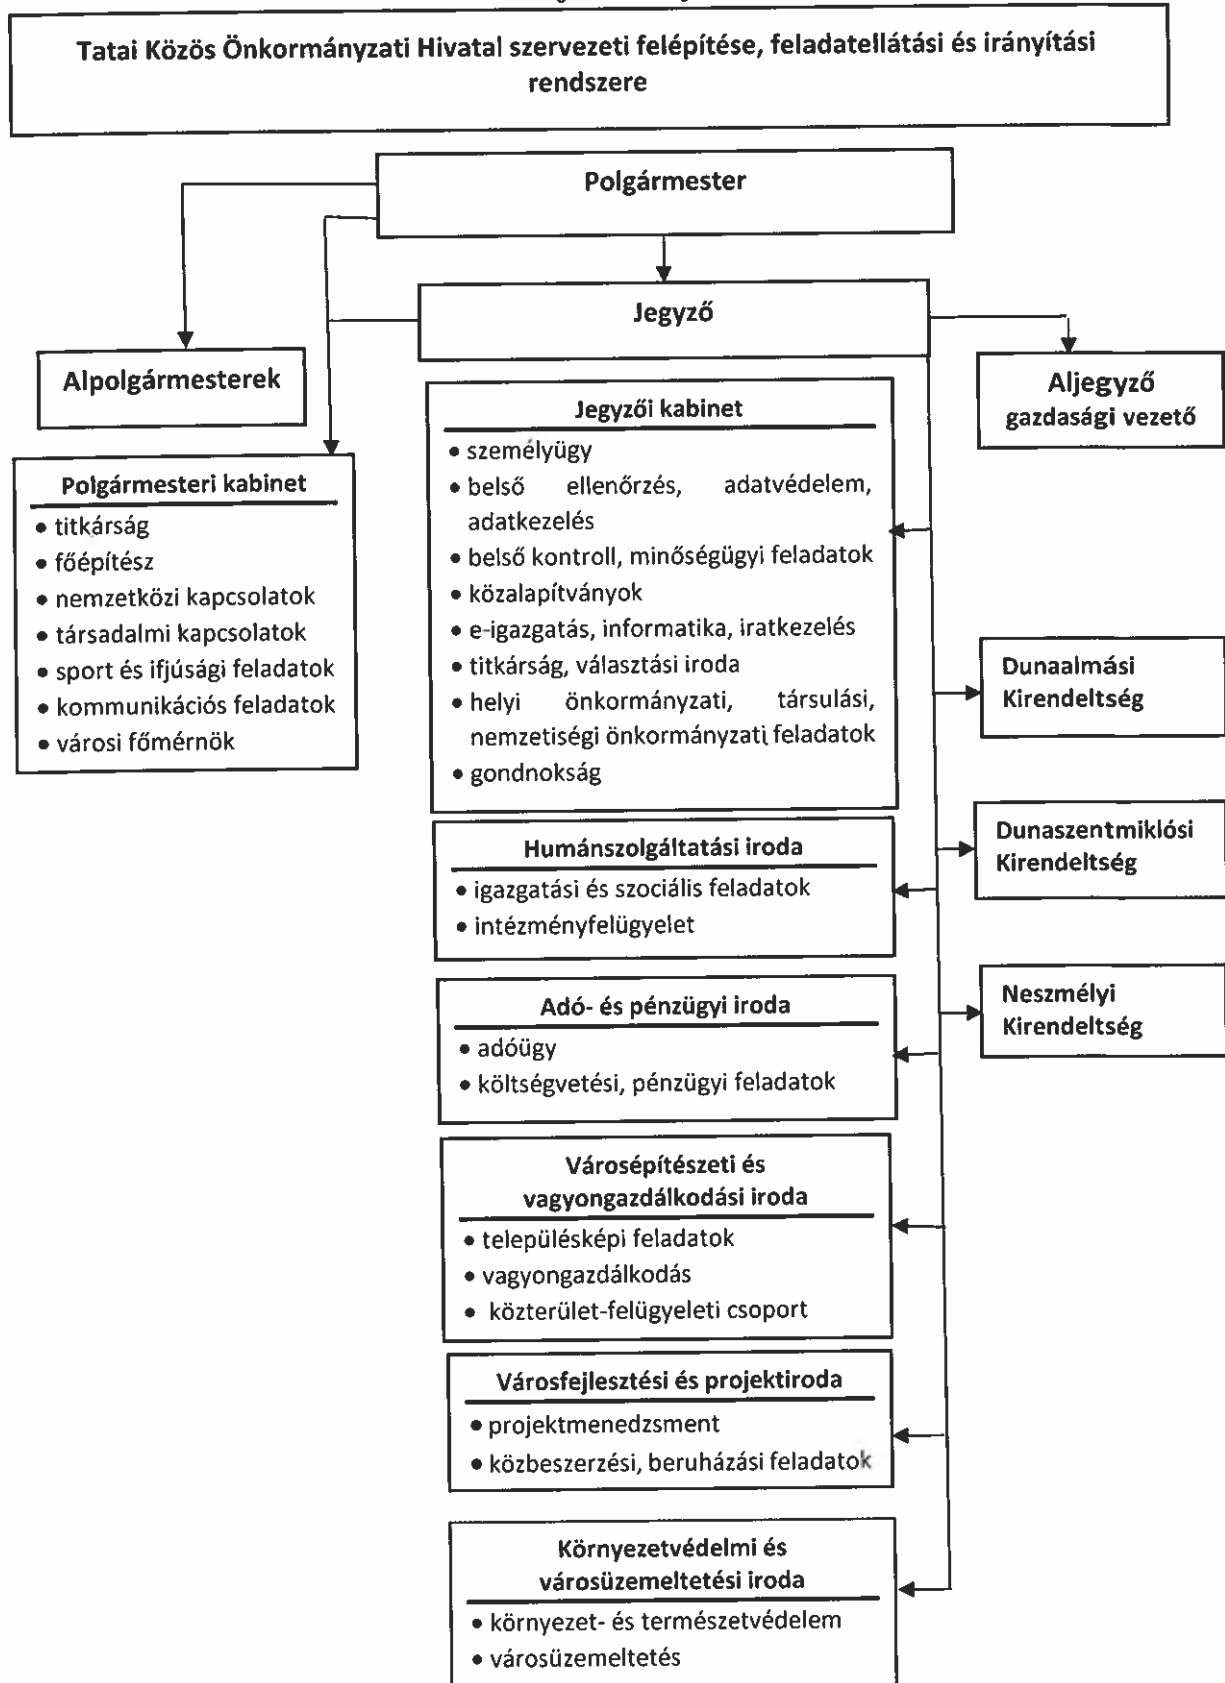 Tatai Közös Önkormányzati Hivatal szervezeti felépítése, feladatellátási és irányítási
rendszere
Polgármester
Jegyző
Alpolgármesterek
Aljegyző
gazdasági vezető
Polgármesteri kabinet
• titkárság
• főépítész
• nemzetközi kapcsolatok
• társadalmi kapcsolatok
• sport és ifjúsági feladatok
• kommunikációs feladatok
• városi főmérnök
Jegyzői kabinet
• személyügy
• belső ellenőrzés, adatvédelem,
adatkezelés
• belső kontroll, minőségügyi feladatok
• közalapítványok
• e-igazgatás, informatika, iratkezelés
• titkárság, választási iroda
• helyi önkormányzati, társulási,
nemzetiségi önkormányzati feladatok
• gondnokság
Dunaalmási
Kirendeltség
Dunaszentmiklósi
Kirendeltség
Neszmélyi
Kirendeltség
Humánszolgáltatási iroda
• igazgatási és szociális feladatok
• intézményfelügyelet
Adó- és pénzügyi iroda
• adóügy
• költségvetési, pénzügyi feladatok
Városépítészeti és
vagyongazdálkodási iroda
• településképi feladatok
• vagyongazdálkodás
• közterület-felügyeleti csoport
Városfejlesztési és projektiroda
• projektmenedzsment
• közbeszerzési, beruházási feladatok
Környezetvédelmi és
városüzemeltetési iroda
• környezet- és természetvédelem
• városüzemeltetés